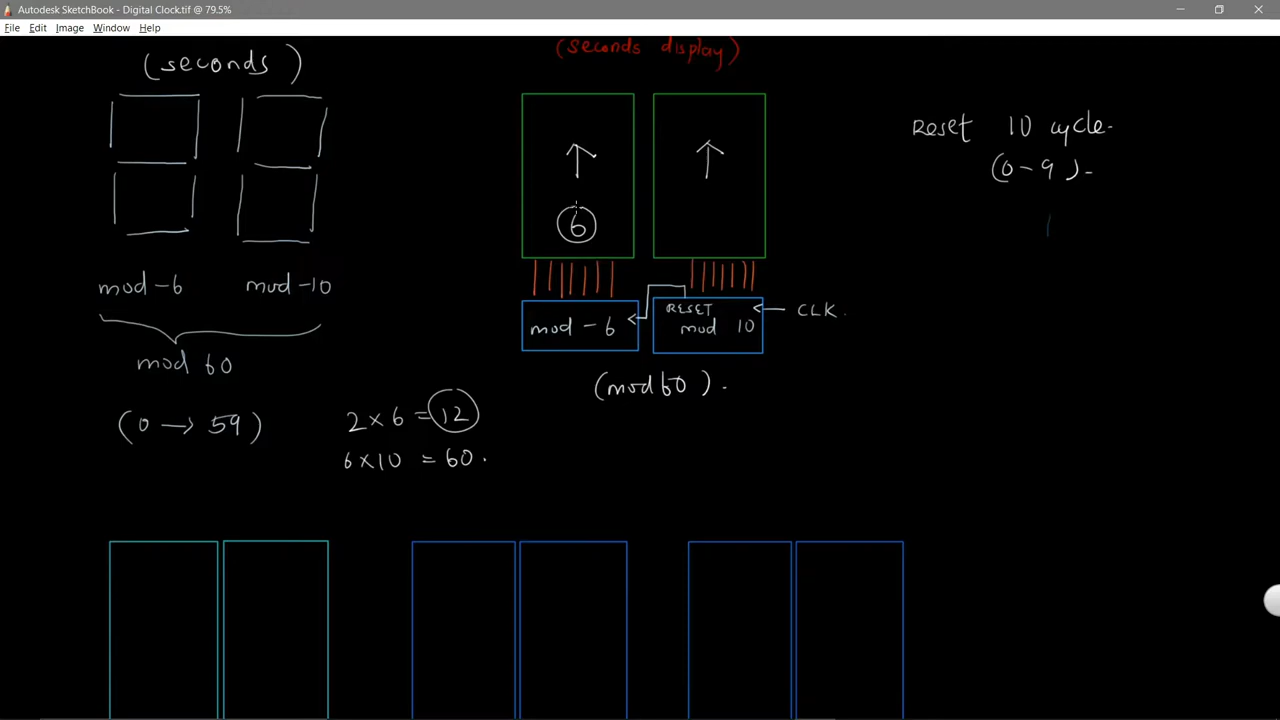 Autodesk SketchBook - Digital Clock.tif @ 79.5%
File Edit Image Window Help
(seconds)
mod-6 mod-10
mod 60
(0 → 59)
2 × 6 = 12
6 × 10 = 60.
(seconds display)
6
RESET
mod - 6 mod 10
CLK.
(mod 60).
Reset 10 cycle.
(0-9).